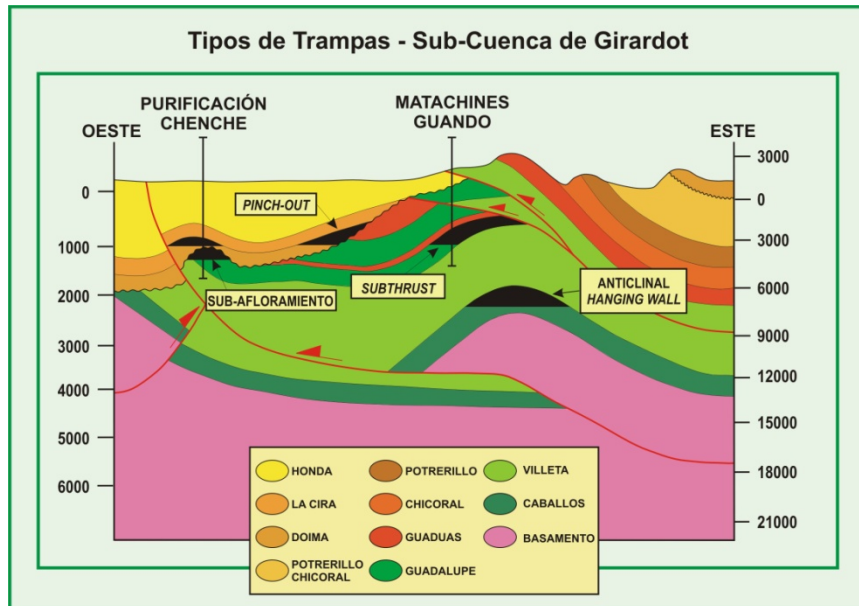 Tipos de Trampas - Sub-Cuenca de Girardot
PURIFICACIÓN
CHENCHE
MATACHINES
GUANDO
OESTE
ESTE
0
1000
2000
3000
4000
5000
6000
3000
0
3000
6000
9000
12000
15000
18000
21000
PINCH-OUT
SUB-AFLORAMIENTO
SUBTHRUST
ANTICLINAL
HANGING WALL
HONDA
LA CIRA
DOIMA
POTRERILLO
CHICORAL
POTRERILLO
CHICORAL
GUADUAS
GUADALUPE
VILLETA
CABALLOS
BASAMENTO